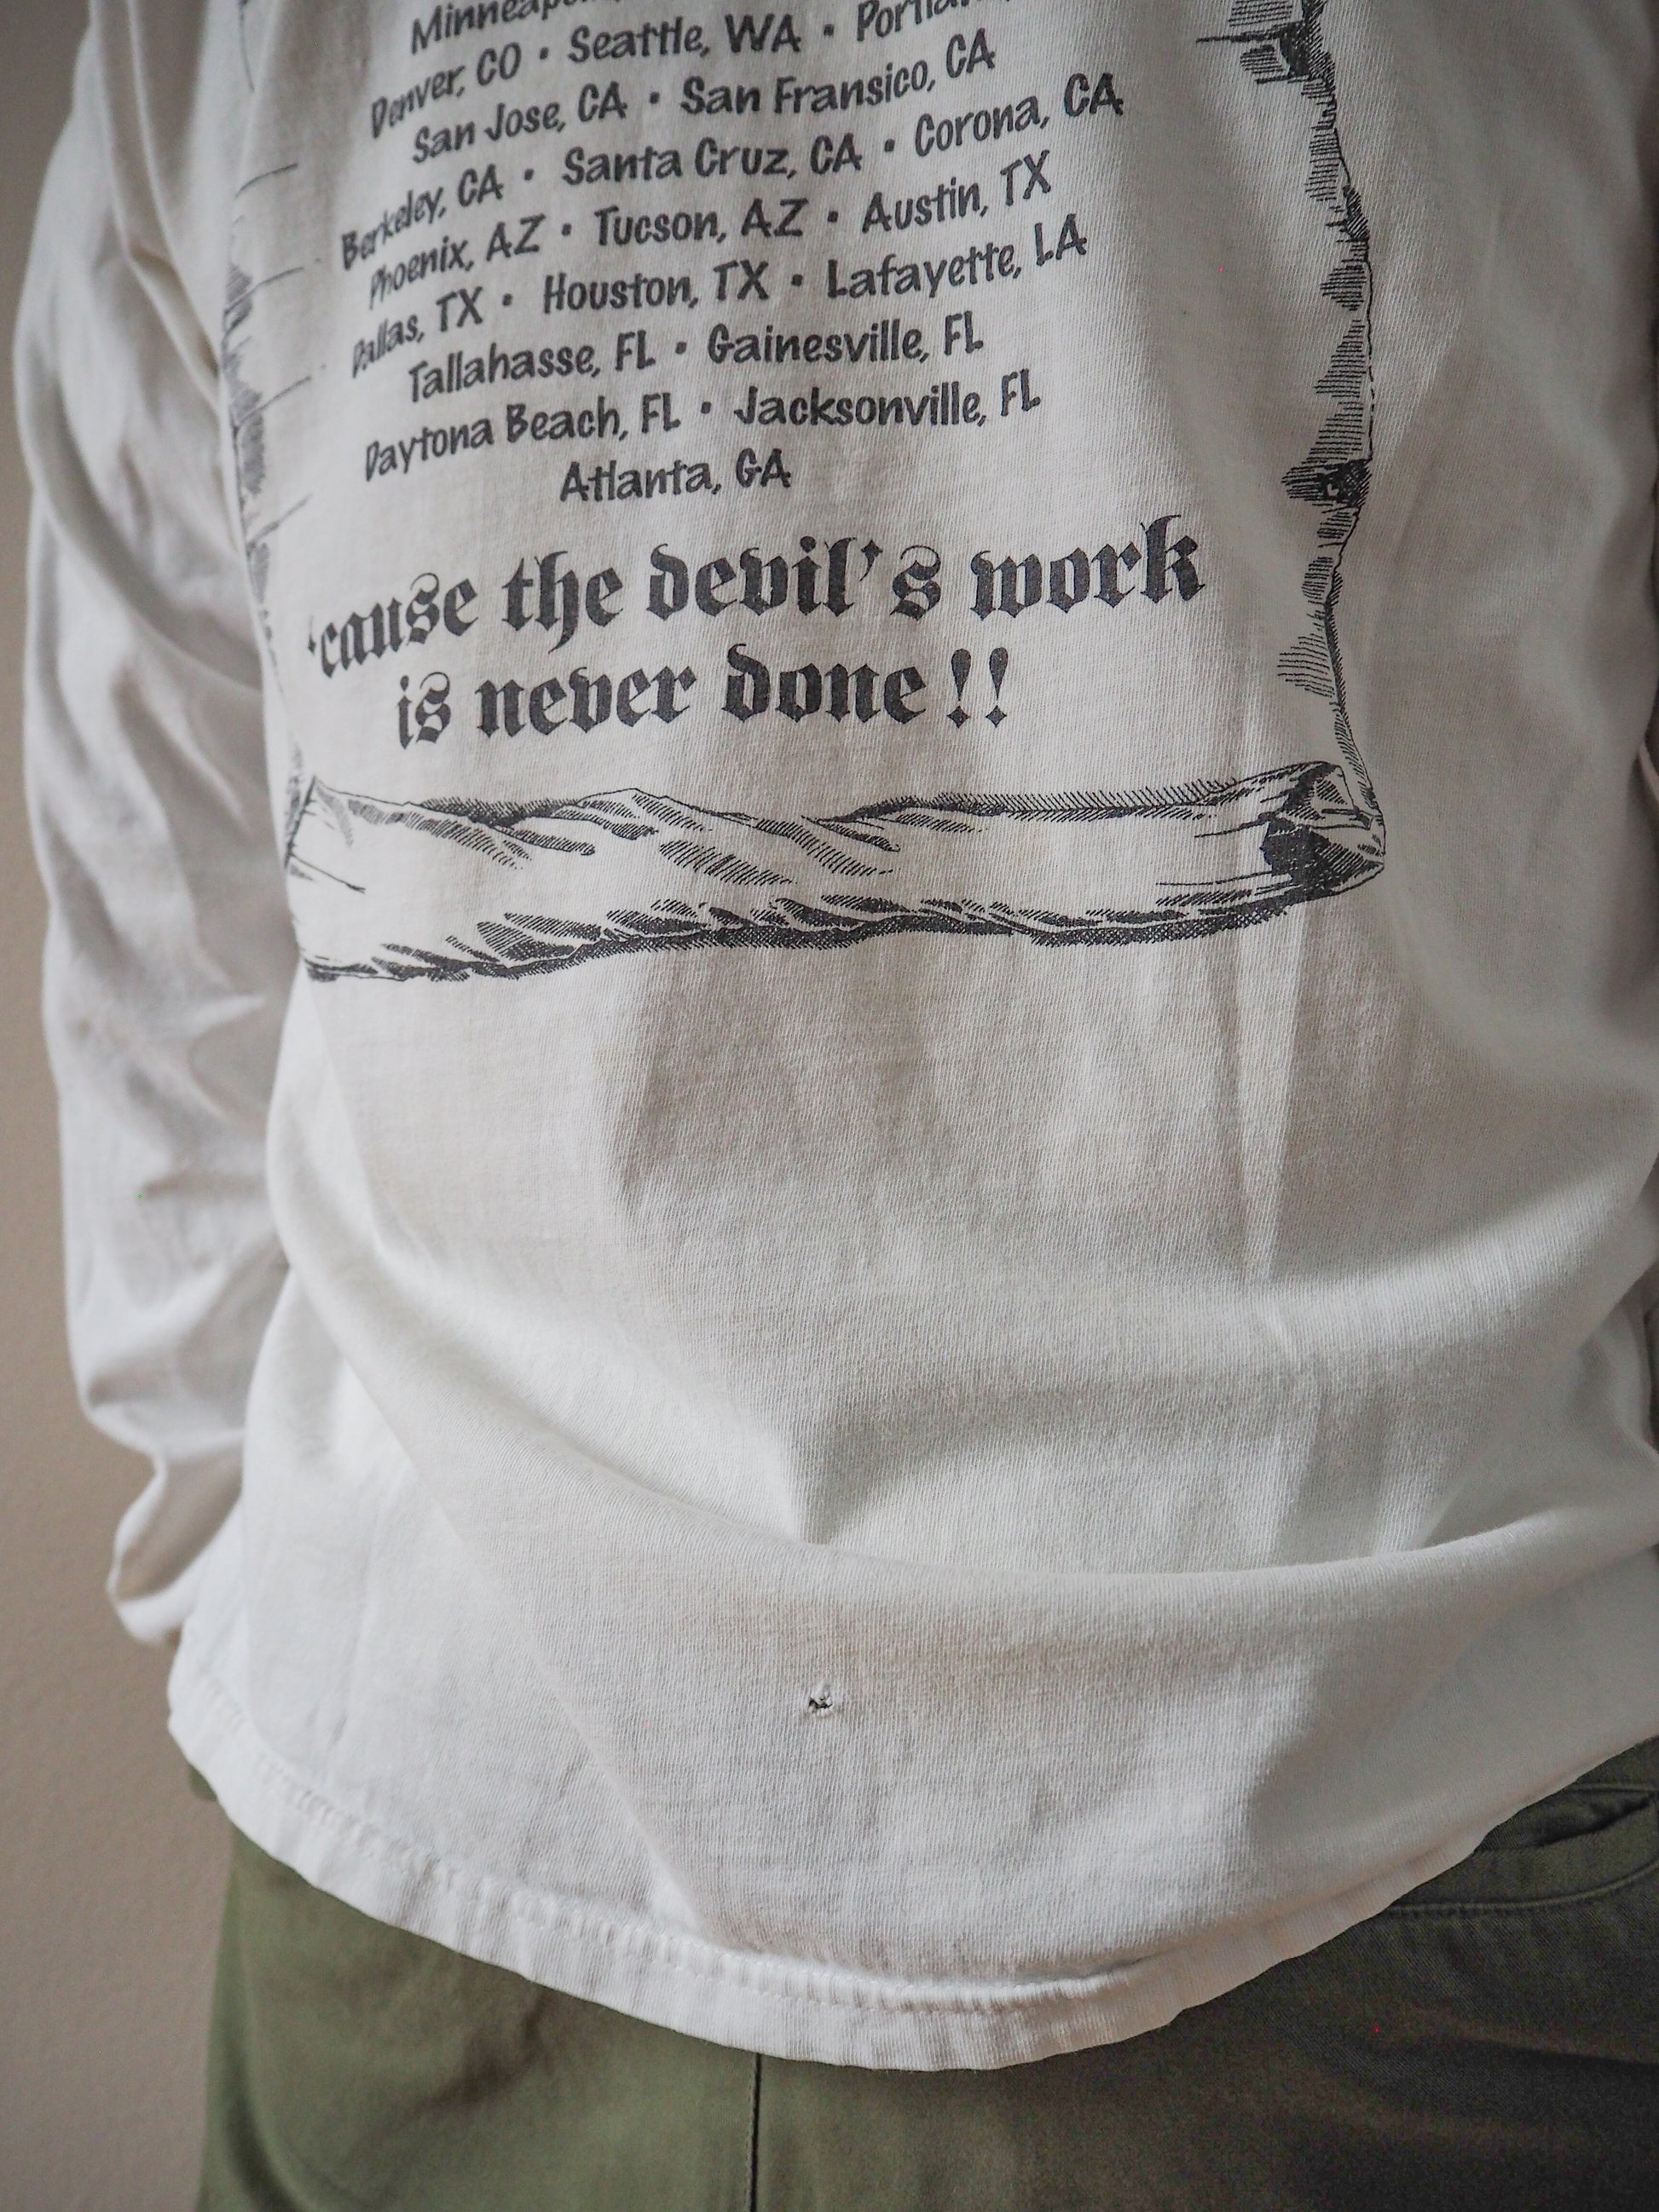 Denver, CO • Seattle, WA •
San Jose, CA • San Fransico, CA
Berkeley, CA • Santa Cruz, CA • Corona, CA
Phoenix, AZ • Tucson, AZ • Austin, TX
Dallas, TX • Houston, TX • Lafayette, LA
Tallahasse, FL • Gainesville, FL
Daytona Beach, FL • Jacksonville, FL
Atlanta, GA
'cause the devil's work
is never done!!